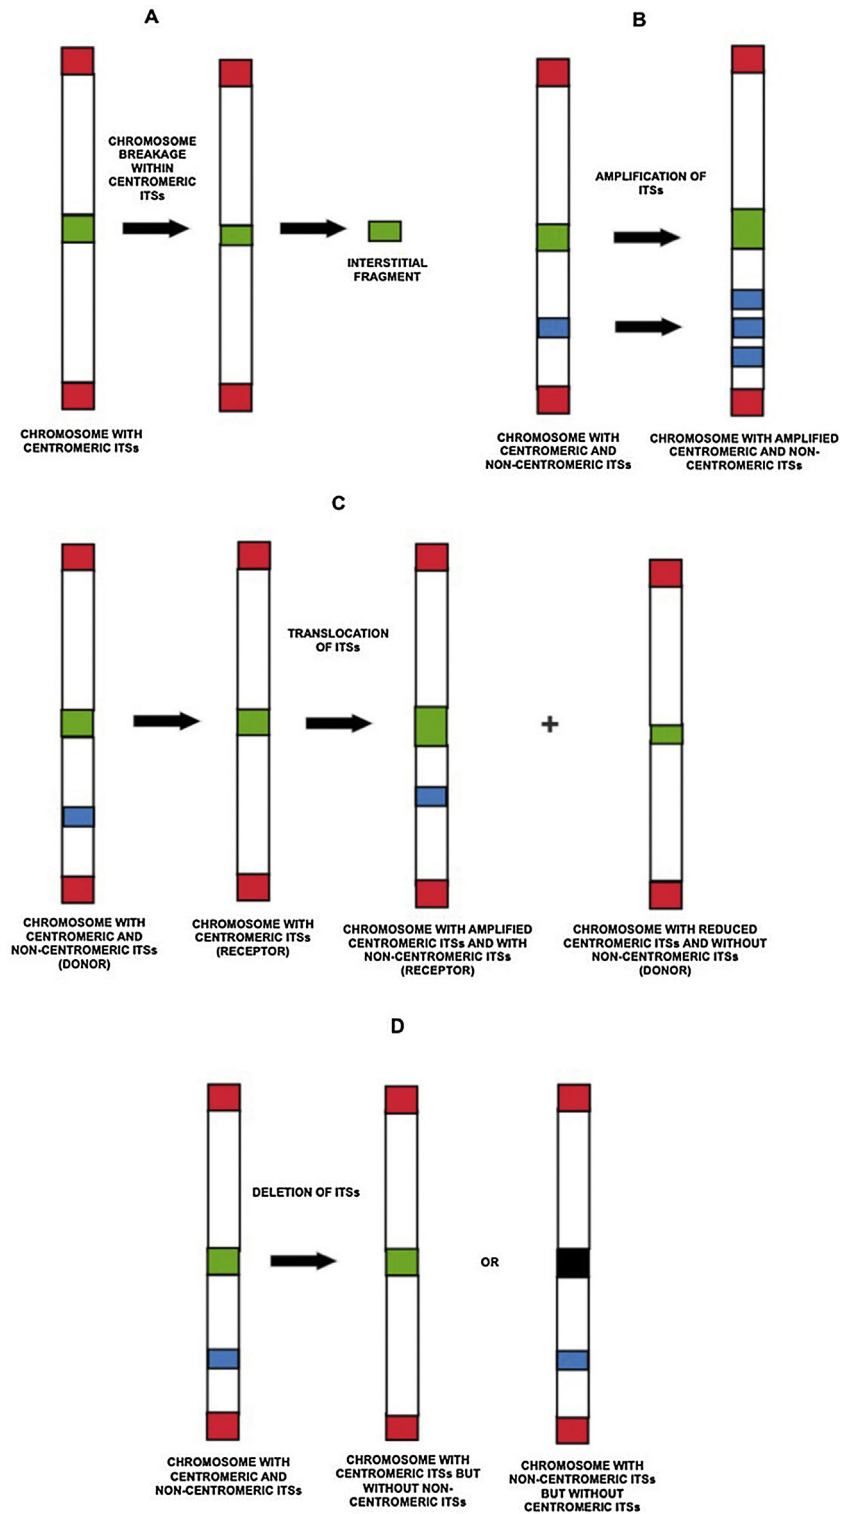 A
CHROMOSOME
BREAKAGE
WITHIN
CENTROMERIC
ITSs
INTERSTITIAL
FRAGMENT
CHROMOSOME WITH
CENTROMERIC ITSs
B
AMPLIFICATION OF
ITSs
CHROMOSOME WITH
CENTROMERIC AND
NON-CENTROMERIC ITSs
CHROMOSOME WITH AMPLIFIED
CENTROMERIC AND NON-
CENTROMERIC ITSs
C
TRANSLOCATION
OF ITSs
+
CHROMOSOME WITH
CENTROMERIC AND
NON-CENTROMERIC ITSs
(DONOR)
CHROMOSOME WITH
CENTROMERIC ITSs
(RECEPTOR)
CHROMOSOME WITH AMPLIFIED
CENTROMERIC ITSs AND WITH
NON-CENTROMERIC ITSs
(RECEPTOR)
CHROMOSOME WITH REDUCED
CENTROMERIC ITSs AND WITHOUT
NON-CENTROMERIC ITSs
(DONOR)
D
DELETION OF ITSs
OR
CHROMOSOME WITH
CENTROMERIC AND
NON-CENTROMERIC ITSs
CHROMOSOME WITH
CENTROMERIC ITSs BUT
WITHOUT NON-
CENTROMERIC ITSs
CHROMOSOME WITH
NON-CENTROMERIC ITSs
BUT WITHOUT
CENTROMERIC ITSs